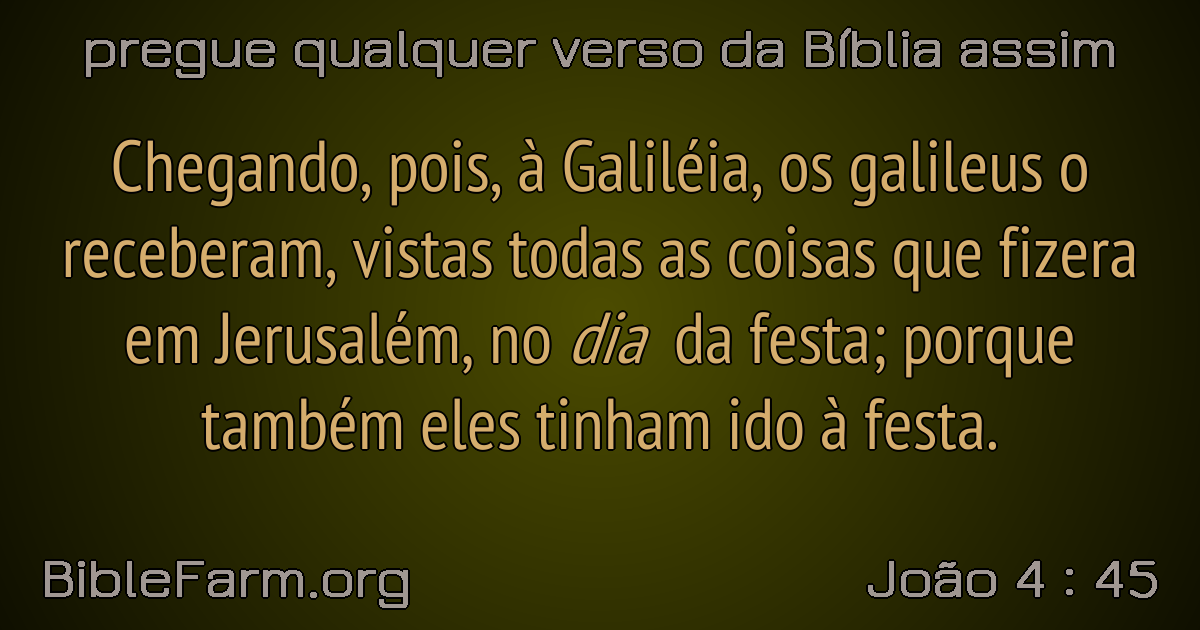 pregue qualquer verso da Bíblia assim
Chegando, pois, à Galiléia, os galileus o
receberam, vistas todas as coisas que fizera
em Jerusalém, no dia da festa; porque
também eles tinham ido à festa.
BibleFarm.org
João 4 : 45